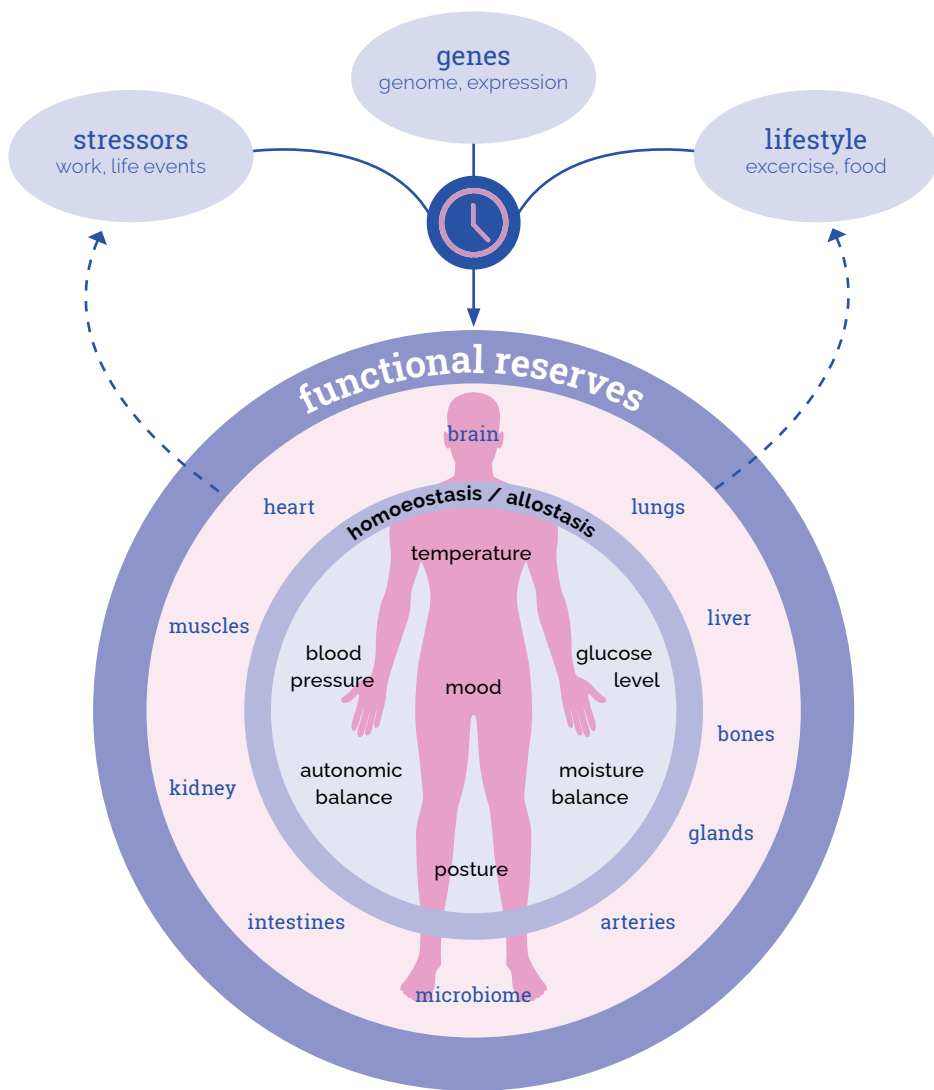 genes
genome, expression
stressors
work, life events
lifestyle
excercise, food
functional reserves
brain
homoeostasis / allostasis
heart
lungs
temperature
muscles
liver
blood
pressure
glucose
level
mood
bones
autonomic
balance
moisture
balance
kidney
glands
posture
intestines
arteries
microbiome